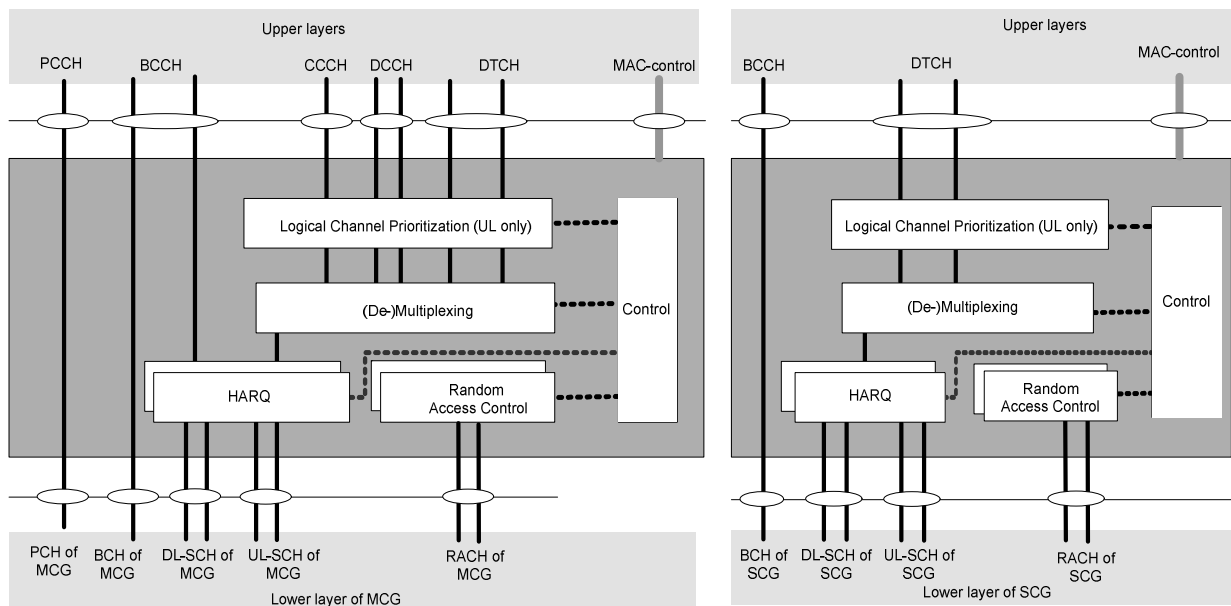 Upper layers
PCCH BCCH CCCH DCCH DTCH MAC-control
Logical Channel Prioritization (UL only)
(De-)Multiplexing
Control
HARQ
Random
Access Control
PCH of
MCG
BCH of
MCG
DL-SCH of
MCG
UL-SCH of
MCG
RACH of
MCG
Lower layer of MCG
Upper layers
BCCH DTCH MAC-control
Logical Channel Prioritization (UL only)
(De-)Multiplexing
Control
HARQ
Random
Access Control
BCH of
SCG
DL-SCH of
SCG
UL-SCH of
SCG
RACH of
SCG
Lower layer of SCG